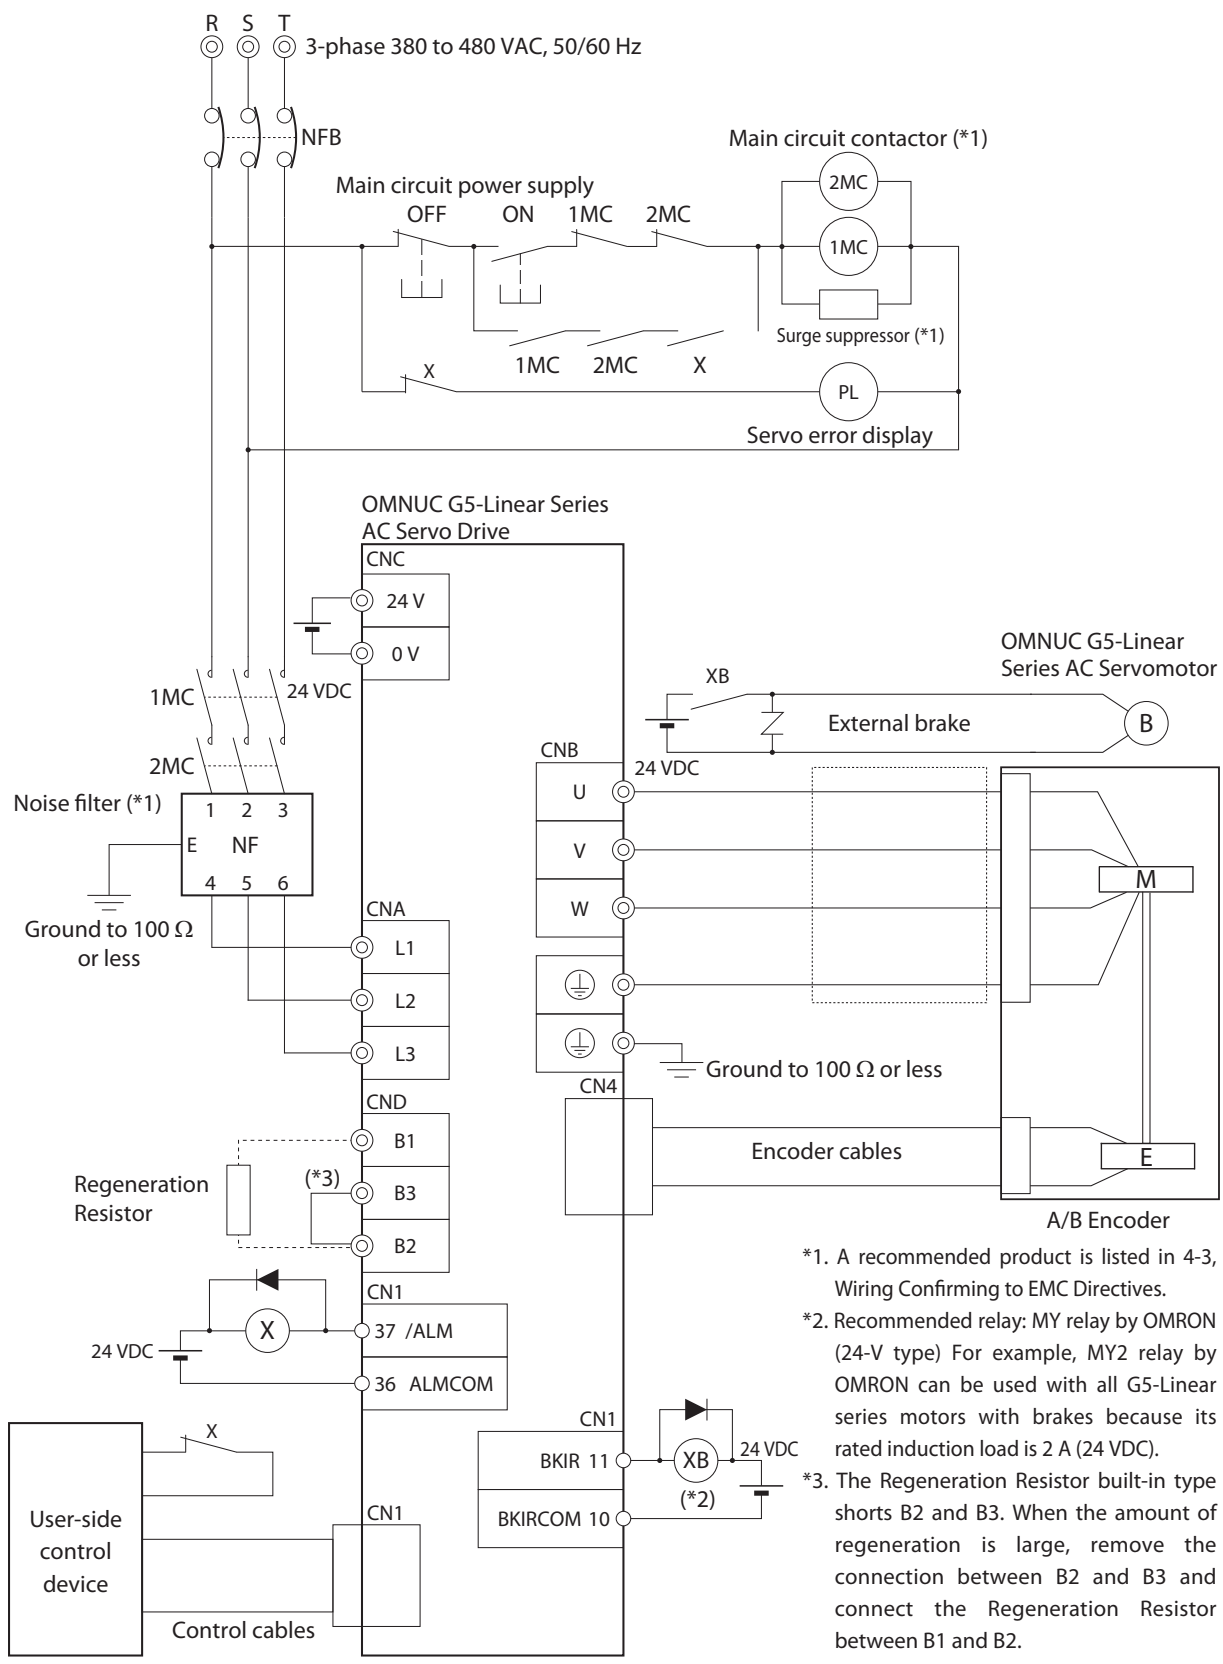 R S T
3-phase 380 to 480 VAC, 50/60 Hz
NFB
Main circuit contactor (*1)
2MC
Main circuit power supply
OFF ON 1MC 2MC
1MC
Surge suppressor (*1)
1MC 2MC X
X
PL
Servo error display
OMNUC G5-Linear Series
AC Servo Drive
CNC
24 V
0 V
24 VDC
1MC
2MC
Noise filter (*1)
1 2 3
E NF
4 5 6
Ground to 100 Ω
or less
CNA
L1
L2
L3
CND
B1
(*3)
B3
B2
Regeneration
Resistor
CN1
X
37 /ALM
24 VDC
36 ALMCOM
X
User-side
control
device
CN1
Control cables
OMNUC G5-Linear
Series AC Servomotor
XB
External brake
B
24 VDC
CNB
U
V
W
M
Ground to 100 Ω or less
CN4
Encoder cables
E
A/B Encoder
CN1
BKIR 11
XB
24 VDC
(*2)
BKIRCOM 10
*1. A recommended product is listed in 4-3,
Wiring Confirming to EMC Directives.
*2. Recommended relay: MY relay by OMRON
(24-V type) For example, MY2 relay by
OMRON can be used with all G5-Linear
series motors with brakes because its
rated induction load is 2 A (24 VDC).
*3. The Regeneration Resistor built-in type
shorts B2 and B3. When the amount of
regeneration is large, remove the
connection between B2 and B3 and
connect the Regeneration Resistor
between B1 and B2.